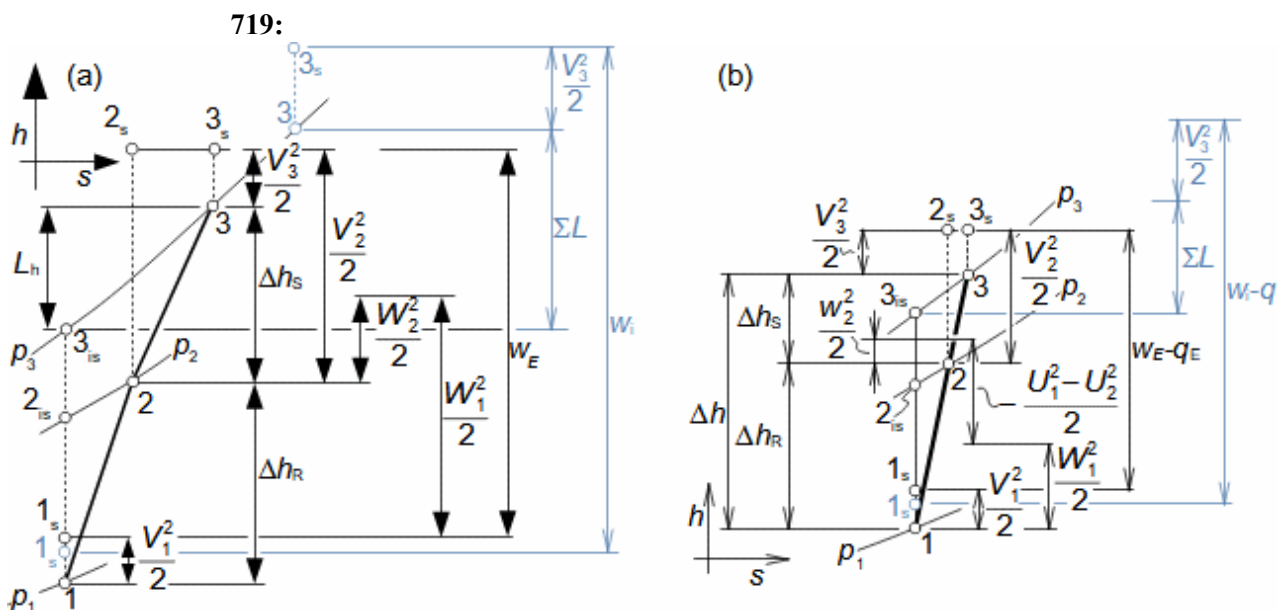 719:
(a)
h
s
2s
3s
3s
3
V₃²/2
3
V₃²/2
Lh
ΔhS
V₂²/2
ΣL
W₂²/2
wE
wi
p3
3is
p2
2is
2
W₁²/2
ΔhR
1s
1s
V₁²/2
p1
1
(b)
V₃²/2
2s
3s
p3
V₃²/2
V₂²/2
ΣL
3is
3
p2
wi-q
ΔhS
w₂²/2
wE-qE
2
2is
− U₁²−U₂²/2
Δh
ΔhR
1s
1s
V₁²/2
W₁²/2
h
p1
1
s